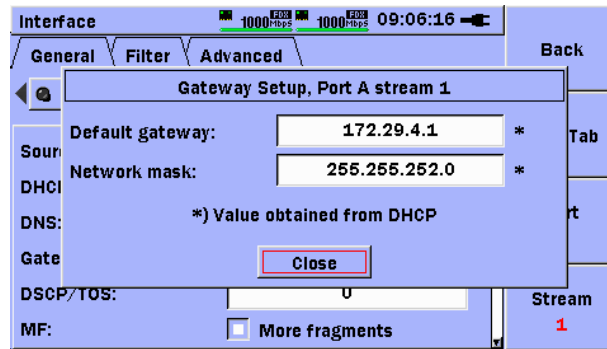 Interface 1000 FDX Mbps 1000 FDX Mbps 09:06:16
General Filter Advanced
Back
Gateway Setup, Port A stream 1
Default gateway: 172.29.4.1 *
Tab
Network mask: 255.255.252.0 *
DNS:
*) Value obtained from DHCP
Close
DSCP/TOS: 0
Stream
1
MF: More fragments